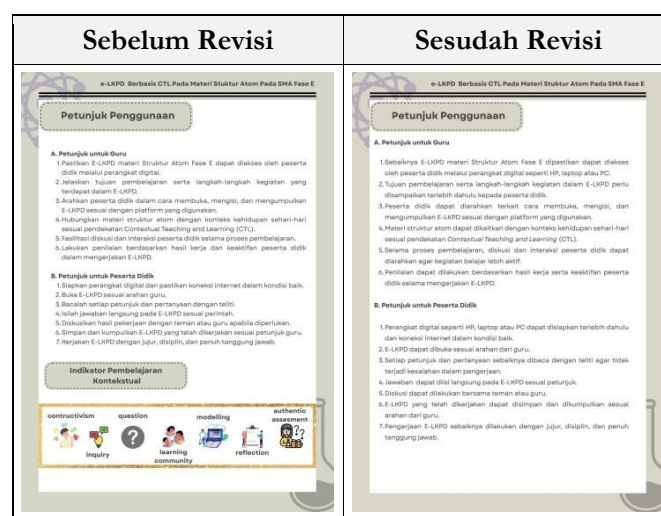 Sebelum Revisi
Sesudah Revisi
e-LKPD Berbasis CTL Pada Materi Stuktur Atom Pada SMA Fase E
Petunjuk Penggunaan
A. Petunjuk untuk Guru
1.Pastikan E-LKPD materi Struktur Atom Fase E dapat diakses oleh peserta
didik melalui perangkat digital.
2.Jelaskan tujuan pembelajaran serta langkah-langkah kegiatan yang
terdapat dalam E-LKPD.
3.Arahkan peserta didik dalam cara membuka, mengisi, dan mengumpulkan
E-LKPD sesuai dengan platform yang digunakan.
4.Hubungkan materi struktur atom dengan konteks kehidupan sehari-hari
sesuai pendekatan Contextual Teaching and Learning (CTL).
5.Fasilitasi diskusi dan interaksi peserta didik selama proses pembelajaran.
6.Lakukan penilaian berdasarkan hasil kerja dan keaktifan peserta didik
dalam mengerjakan E-LKPD.
B. Petunjuk untuk Peserta Didik
1.Siapkan perangkat digital dan pastikan koneksi internet dalam kondisi baik.
2.Buka E-LKPD sesuai arahan guru.
3.Bacalah setiap petunjuk dan pertanyaan dengan teliti.
4.Isilah jawaban langsung pada E-LKPD sesuai perintah.
5.Diskusikan hasil pekerjaan dengan teman atau guru apabila diperlukan.
6.Simpan dan kumpulkan E-LKPD yang telah dikerjakan sesuai petunjuk guru.
7.Kerjakan E-LKPD dengan jujur, disiplin, dan penuh tanggung jawab.
Indikator Pembelajaran
Kontekstual
contructivism
question
modelling
authentic
assesment
inquiry
learning
community
reflection
e-LKPD Berbasis CTL Pada Materi Stuktur Atom Pada SMA Fase E
Petunjuk Penggunaan
A. Petunjuk untuk Guru
1.Sebaiknya E-LKPD materi Struktur Atom Fase E dipastikan dapat diakses
oleh peserta didik melalui perangkat digital seperti HP, laptop atau PC.
2.Tujuan pembelajaran serta langkah-langkah kegiatan dalam E-LKPD perlu
disampaikan terlebih dahulu kepada peserta didik.
3.Peserta didik dapat diarahkan terkait cara membuka, mengisi, dan
mengumpulkan E-LKPD sesuai dengan platform yang digunakan.
4.Materi struktur atom dapat dikaitkan dengan konteks kehidupan sehari-hari
sesuai pendekatan Contextual Teaching and Learning (CTL).
5.Selama proses pembelajaran, diskusi dan interaksi peserta didik dapat
diarahkan agar kegiatan belajar lebih aktif.
6.Penilaian dapat dilakukan berdasarkan hasil kerja serta keaktifan peserta
didik selama mengerjakan E-LKPD.
B. Petunjuk untuk Peserta Didik
1.Perangkat digital seperti HP, laptop atau PC dapat disiapkan terlebih dahulu
dan koneksi internet dalam kondisi baik.
2.E-LKPD dapat dibuka sesuai arahan dari guru.
3.Setiap petunjuk dan pertanyaan sebaiknya dibaca dengan teliti agar tidak
terjadi kesalahan dalam pengerjaan.
4.Jawaban dapat diisi langsung pada E-LKPD sesuai petunjuk.
5.Diskusi dapat dilakukan bersama teman atau guru.
6.E-LKPD yang telah dikerjakan dapat disimpan dan dikumpulkan sesuai
arahan dari guru.
7.Pengerjaan E-LKPD sebaiknya dilakukan dengan jujur, disiplin, dan penuh
tanggung jawab.